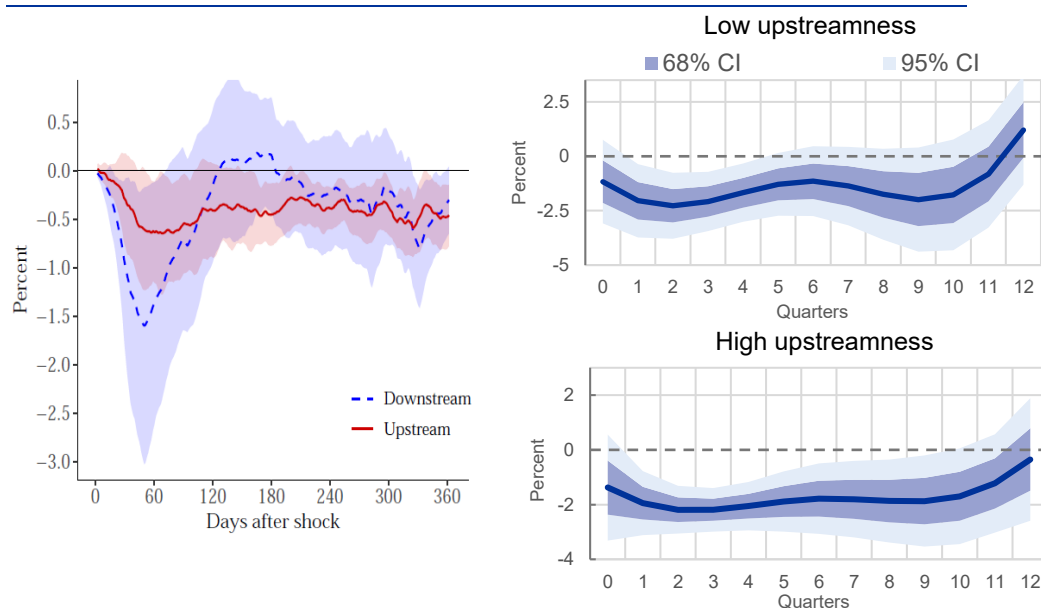 0.5
0.0
−0.5
−1.0
−1.5
−2.0
−2.5
−3.0
Percent
Downstream
Upstream
0 60 120 180 240 300 360
Days after shock
Low upstreamness
68% CI 95% CI
2.5
0
-2.5
-5
Percent
0 1 2 3 4 5 6 7 8 9 10 11 12
Quarters
High upstreamness
2
0
-2
-4
Percent
0 1 2 3 4 5 6 7 8 9 10 11 12
Quarters